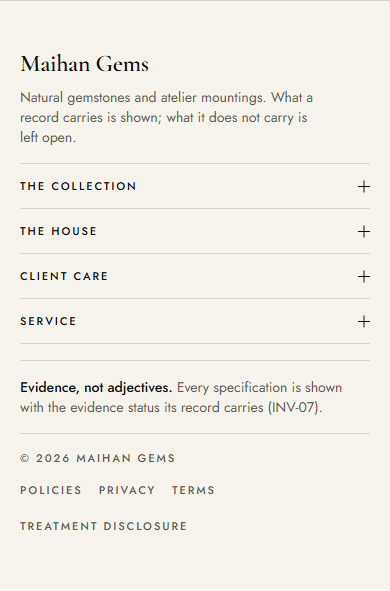 Maihan Gems
Natural gemstones and atelier mountings. What a
record carries is shown; what it does not carry is
left open.
THE COLLECTION
THE HOUSE
CLIENT CARE
SERVICE
Evidence, not adjectives. Every specification is shown
with the evidence status its record carries (INV-07).
© 2026 MAIHAN GEMS
POLICIES PRIVACY TERMS
TREATMENT DISCLOSURE